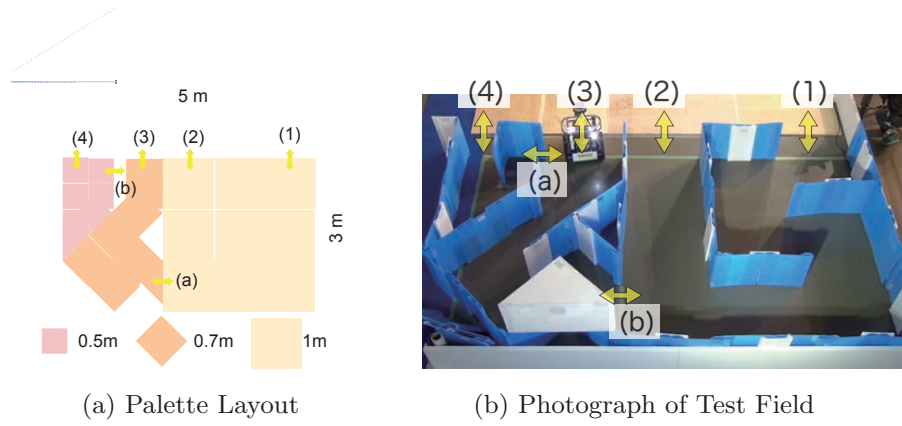 5 m
(4) (3) (2) (1)
(b)
3 m
(a)
0.5m 0.7m 1m
(a) Palette Layout
(4) (3) (2) (1)
(a)
(b)
(b) Photograph of Test Field